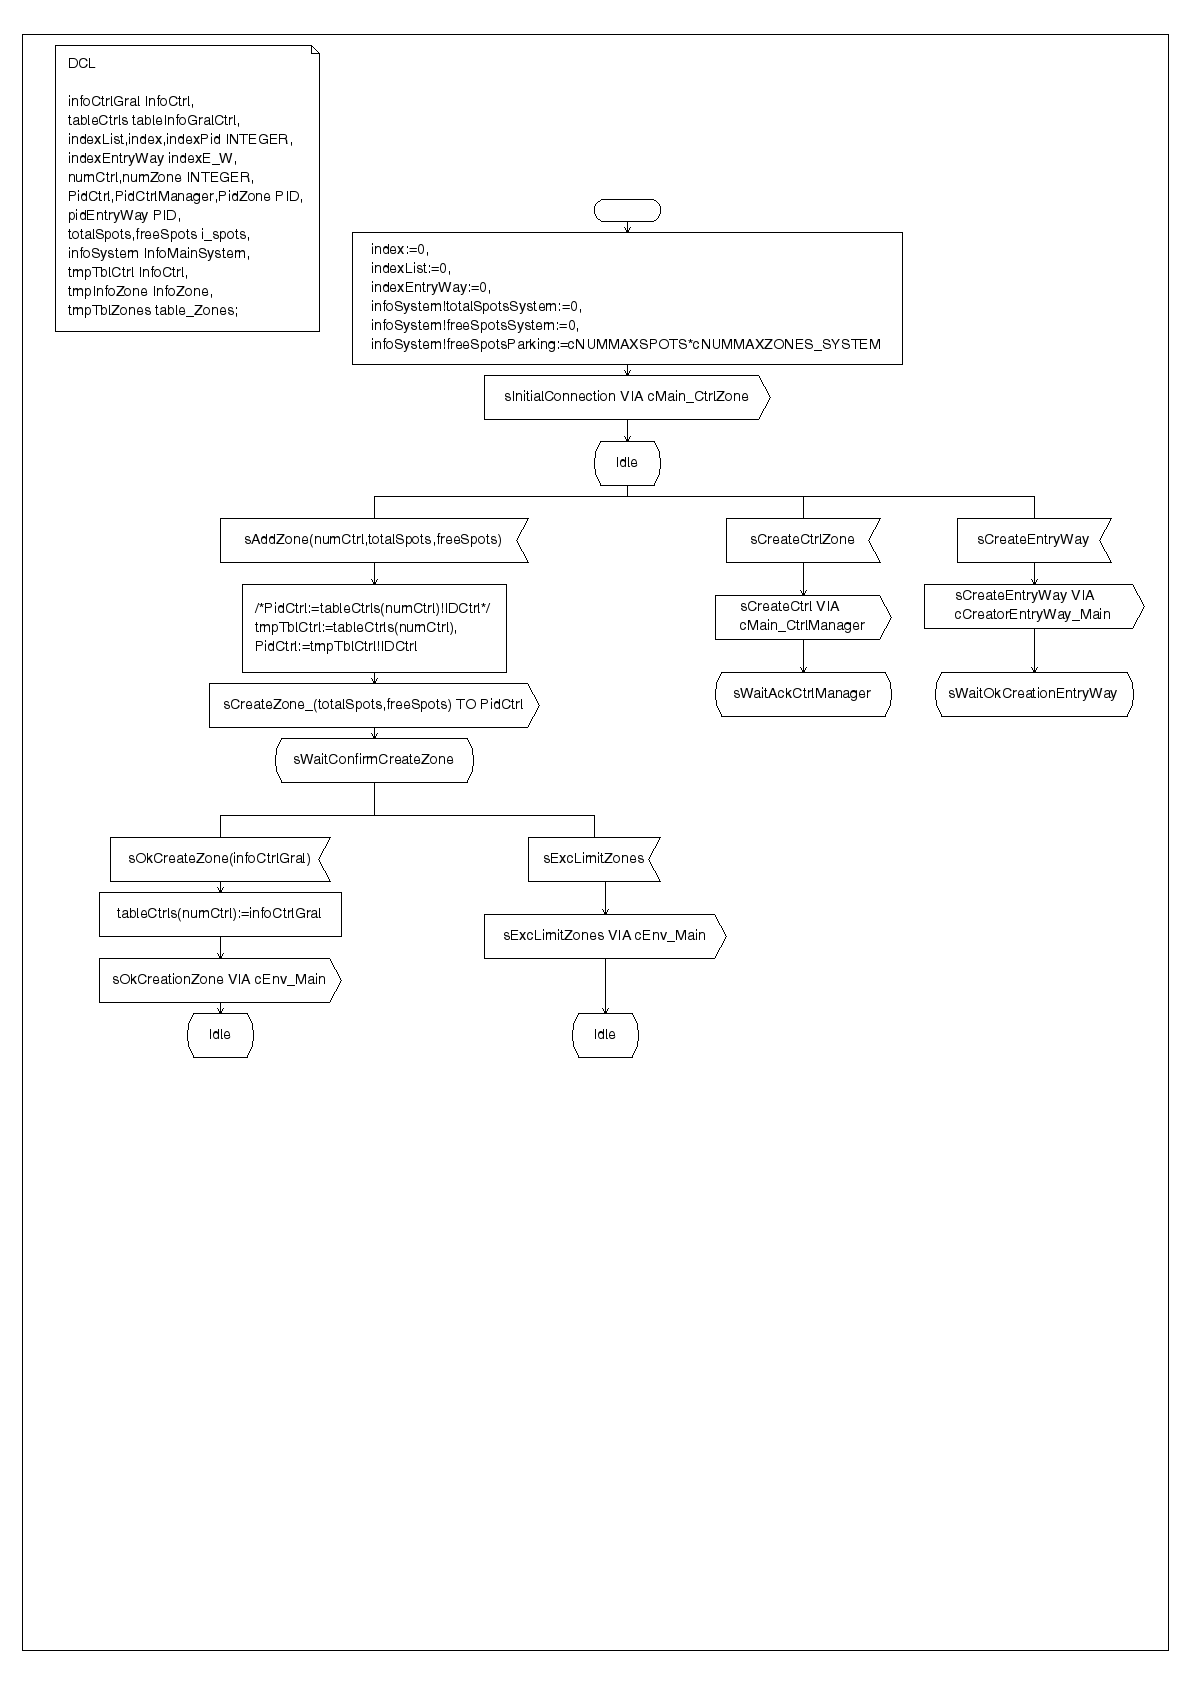 DCL
infoCtrlGral InfoCtrl,
tableCtrls tableInfoGralCtrl,
indexList,index,indexPid INTEGER,
indexEntryWay indexE_W,
numCtrl,numZone INTEGER,
PidCtrl,PidCtrlManager,PidZone PID,
pidEntryWay PID,
totalSpots,freeSpots i_spots,
infoSystem InfoMainSystem,
tmpTblCtrl InfoCtrl,
tmpInfoZone InfoZone,
tmpTblZones table_Zones;
index:=0,
indexList:=0,
indexEntryWay:=0,
infoSystem!totalSpotsSystem:=0,
infoSystem!freeSpotsSystem:=0,
infoSystem!freeSpotsParking:=cNUMMAXSPOTS*cNUMMAXZONES_SYSTEM
sInitialConnection VIA cMain_CtrlZone
Idle
sAddZone(numCtrl,totalSpots,freeSpots)
sCreateCtrlZone
sCreateEntryWay
/*PidCtrl:=tableCtrls(numCtrl)!IDCtrl*/
tmpTblCtrl:=tableCtrls(numCtrl),
PidCtrl:=tmpTblCtrl!IDCtrl
sCreateCtrl VIA
cMain_CtrlManager
sCreateEntryWay VIA
cCreatorEntryWay_Main
sCreateZone_(totalSpots,freeSpots) TO PidCtrl
sWaitAckCtrlManager
sWaitOkCreationEntryWay
sWaitConfirmCreateZone
sOkCreateZone(infoCtrlGral)
sExcLimitZones
tableCtrls(numCtrl):=infoCtrlGral
sExcLimitZones VIA cEnv_Main
sOkCreationZone VIA cEnv_Main
Idle
Idle